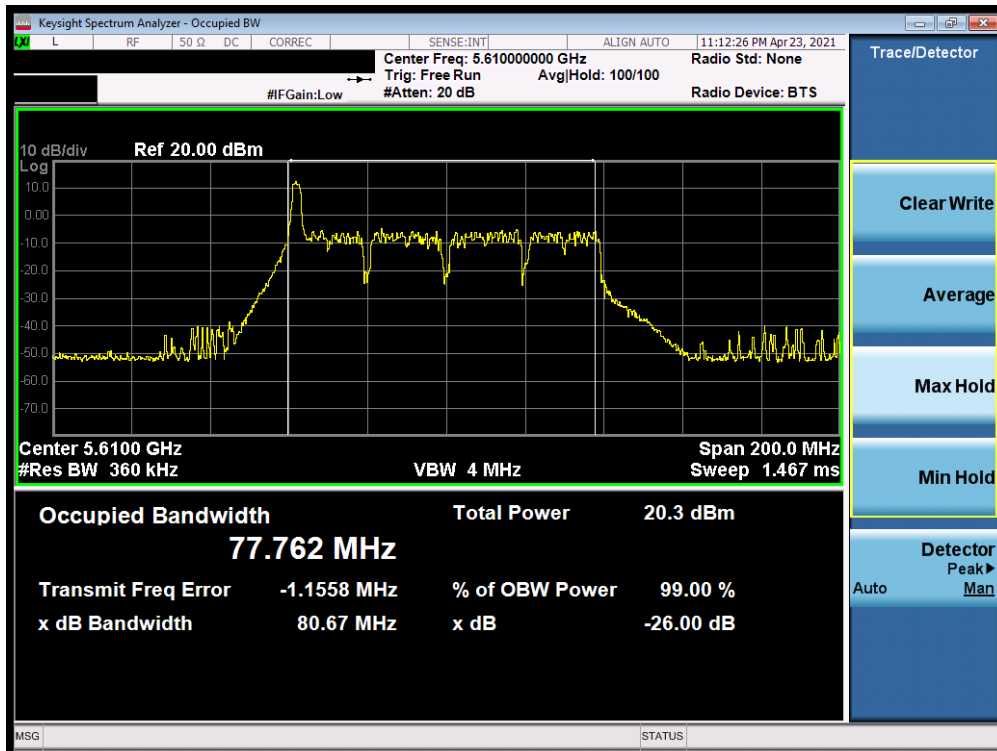 Keysight Spectrum Analyzer - Occupied BW
LXI L RF 50 Ω DC CORREC SENSE:INT ALIGN AUTO 11:12:26 PM Apr 23, 2021
Center Freq: 5.610000000 GHz Radio Std: None
Trig: Free Run Avg|Hold: 100/100
#IFGain:Low #Atten: 20 dB Radio Device: BTS
Trace/Detector
10 dB/div Ref 20.00 dBm
Log
10.0
0.00
-10.0
-20.0
-30.0
-40.0
-50.0
-60.0
-70.0
Center 5.6100 GHz Span 200.0 MHz
#Res BW 360 kHz VBW 4 MHz Sweep 1.467 ms
Occupied Bandwidth Total Power 20.3 dBm
77.762 MHz
Transmit Freq Error -1.1558 MHz % of OBW Power 99.00 %
x dB Bandwidth 80.67 MHz x dB -26.00 dB
Clear Write
Average
Max Hold
Min Hold
Detector
Peak▶
Auto Man
MSG STATUS